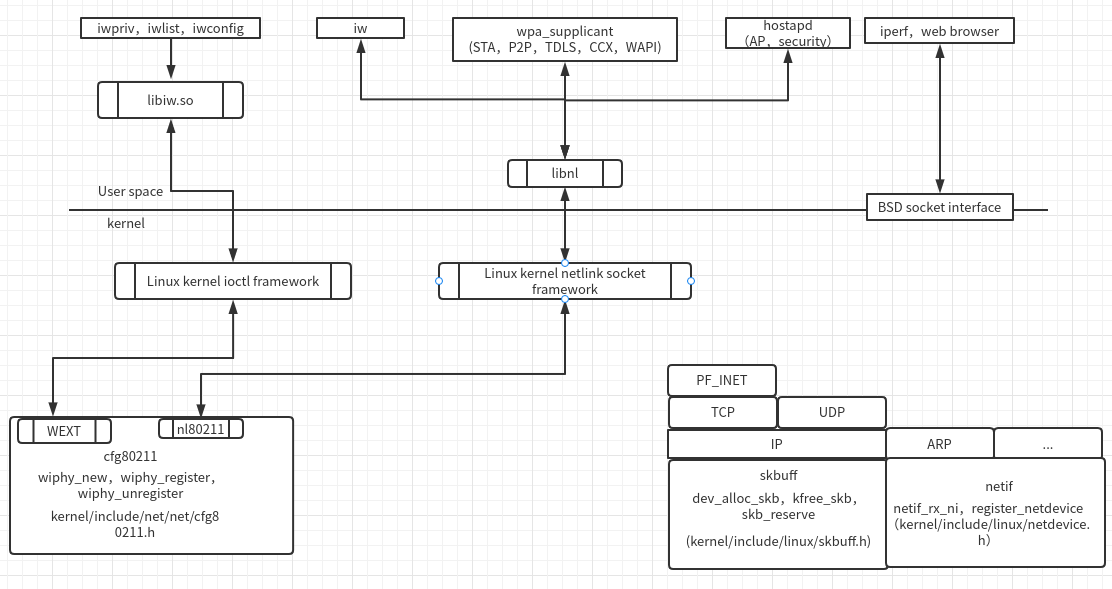 iwpriv，iwlist，iwconfig
iw
wpa_supplicant
(STA，P2P，TDLS，CCX，WAPI)
hostapd
（AP，security）
iperf，web browser
libiw.so
libnl
User space
BSD socket interface
kernel
Linux kernel ioctl framework
Linux kernel netlink socket
framework
PF_INET
TCP
UDP
WEXT
nl80211
IP
ARP
...
cfg80211
wiphy_new，wiphy_register，
wiphy_unregister
kernel/include/net/net/cfg8
0211.h
skbuff
dev_alloc_skb，kfree_skb，
skb_reserve
(kernel/include/linux/skbuff.h)
netif
netif_rx_ni，register_netdevice
（kernel/include/linux/netdevice.
h）